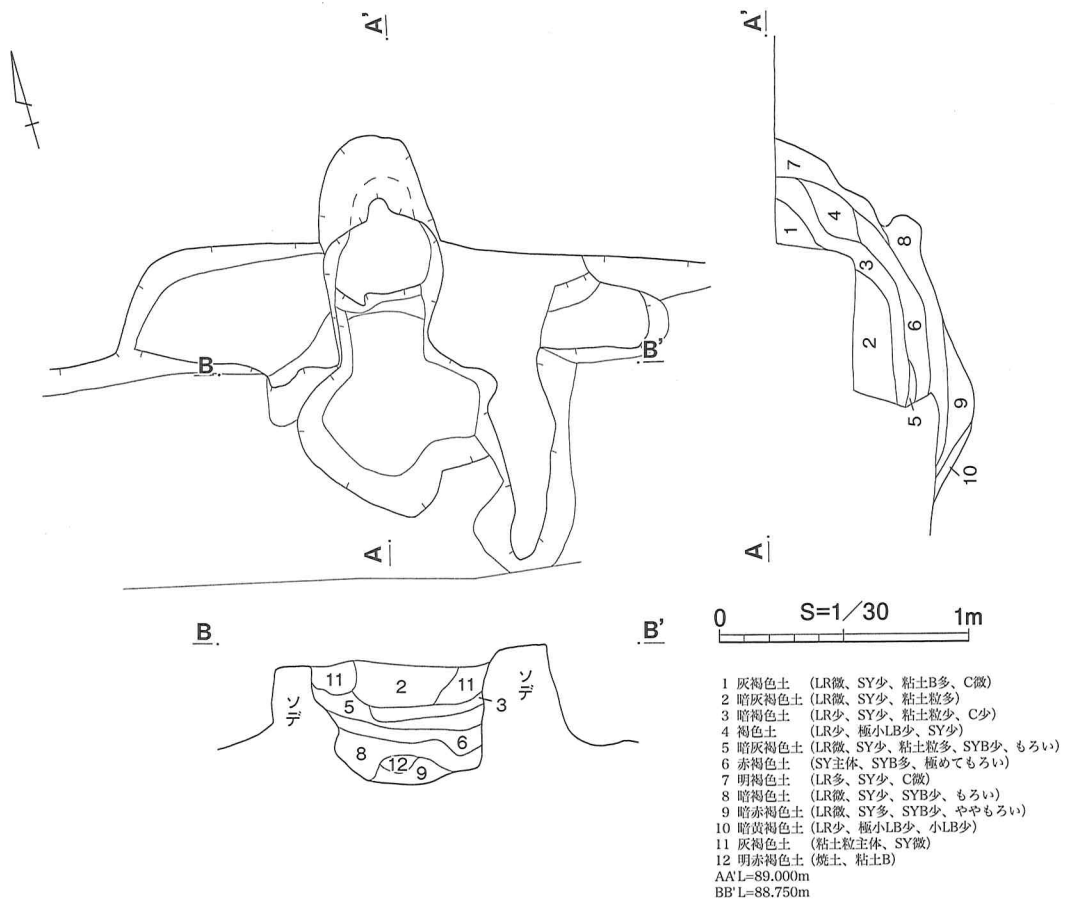 A'
A'
7
4
1
8
3
6
2
9
5
10
B
B'
A
A
0 S=1/30 1m
B
B'
ソデ
11
2
11
ソデ
3
5
6
8
12
9
1 灰褐色土 (LR微、SY少、粘土B多、C微)
2 暗灰褐色土 (LR微、SY少、粘土粒多)
3 暗褐色土 (LR少、SY少、粘土粒少、C少)
4 褐色土 (LR少、極小LB少、SY少)
5 暗灰褐色土 (LR微、SY少、粘土粒多、SYB少、もろい)
6 赤褐色土 (SY主体、SYB多、極めてもろい)
7 明褐色土 (LR多、SY少、C微)
8 暗褐色土 (LR微、SY少、SYB少、もろい)
9 暗赤褐色土 (LR微、SY多、SYB少、ややもろい)
10 暗黄褐色土 (LR少、極小LB少、小LB少)
11 灰褐色土 (粘土粒主体、SY微)
12 明赤褐色土 (焼土、粘土B)
AA'L=89.000m
BB'L=88.750m